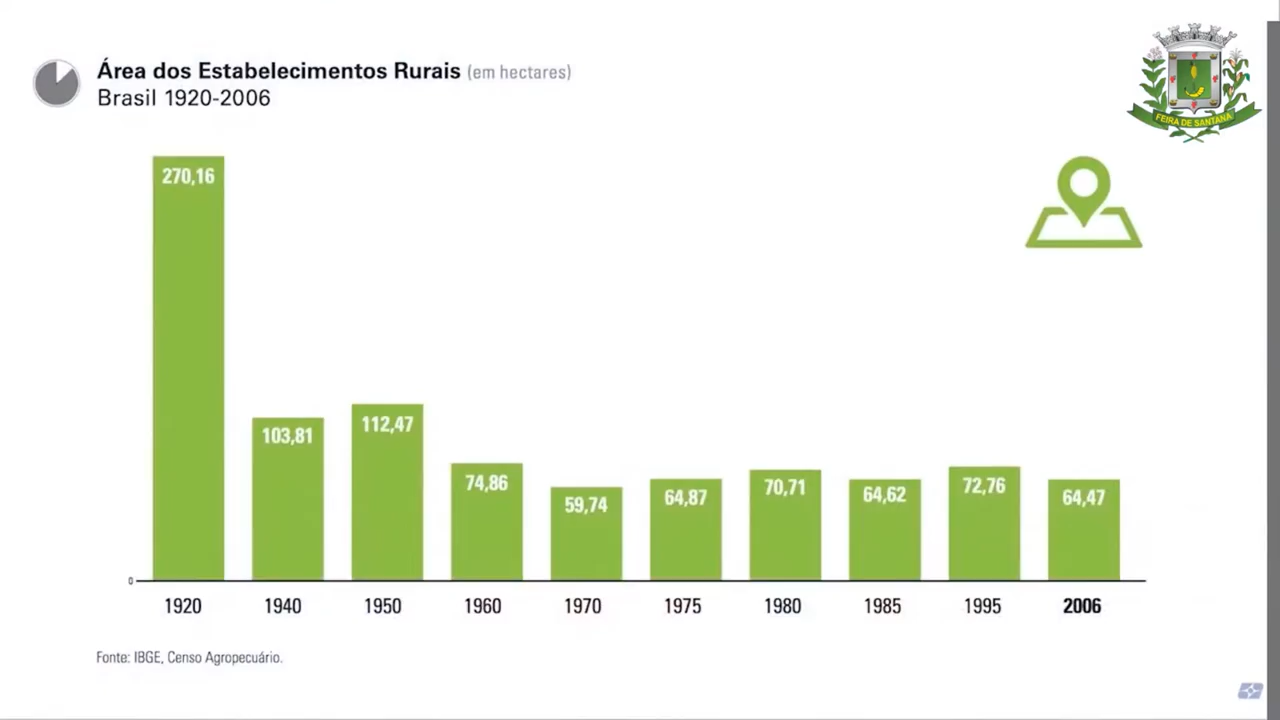 Área dos Estabelecimentos Rurais (em hectares)
Brasil 1920-2006
FEIRA DE SANTANA
270,16
103,81
112,47
74,86
59,74
64,87
70,71
64,62
72,76
64,47
0
1920 1940 1950 1960 1970 1975 1980 1985 1995 2006
Fonte: IBGE, Censo Agropecuário.